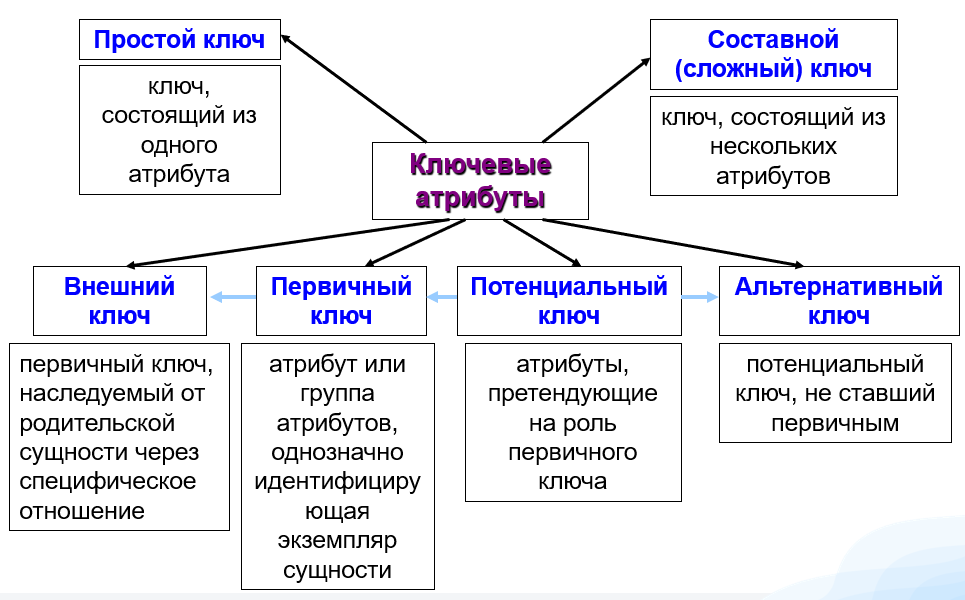 Простой ключ
ключ,
состоящий из
одного
атрибута
Составной
(сложный) ключ
ключ, состоящий из
нескольких
атрибутов
Ключевые
атрибуты
Внешний
ключ
первичный ключ,
наследуемый от
родительской
сущности через
специфическое
отношение
Первичный
ключ
атрибут или
группа
атрибутов,
однозначно
идентифициру
ющая
экземпляр
сущности
Потенциальный
ключ
атрибуты,
претендующие
на роль
первичного
ключа
Альтернативный
ключ
потенциальный
ключ, не ставший
первичным